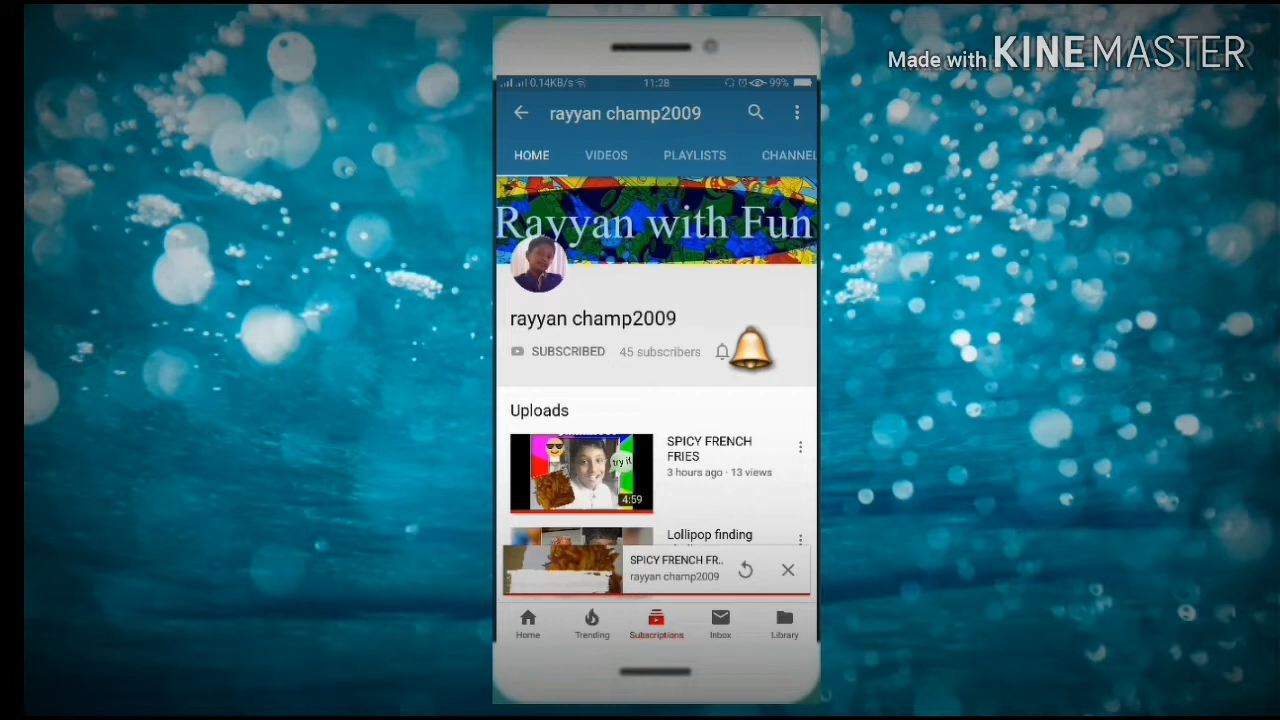 Made with KINEMASTER
0.14KB/s 11:28 99%
rayyan champ2009
HOME VIDEOS PLAYLISTS CHANNEL
Rayyan with Fun
rayyan champ2009
SUBSCRIBED 45 subscribers
Uploads
SPICY FRENCH
FRIES
3 hours ago · 13 views
try it
4:59
Lollipop finding
SPICY FRENCH FR..
rayyan champ2009
Home Trending Subscriptions Inbox Library